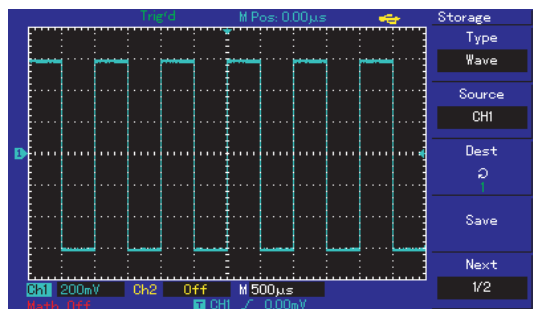 Trig'd M Pos: 0.00µs Storage
Type
Wave
Source
CH1
1
Dest
1
Save
Next
1/2
Ch1 200mV Ch2 Off M 500µs
Math Off T CH1 0.00mV